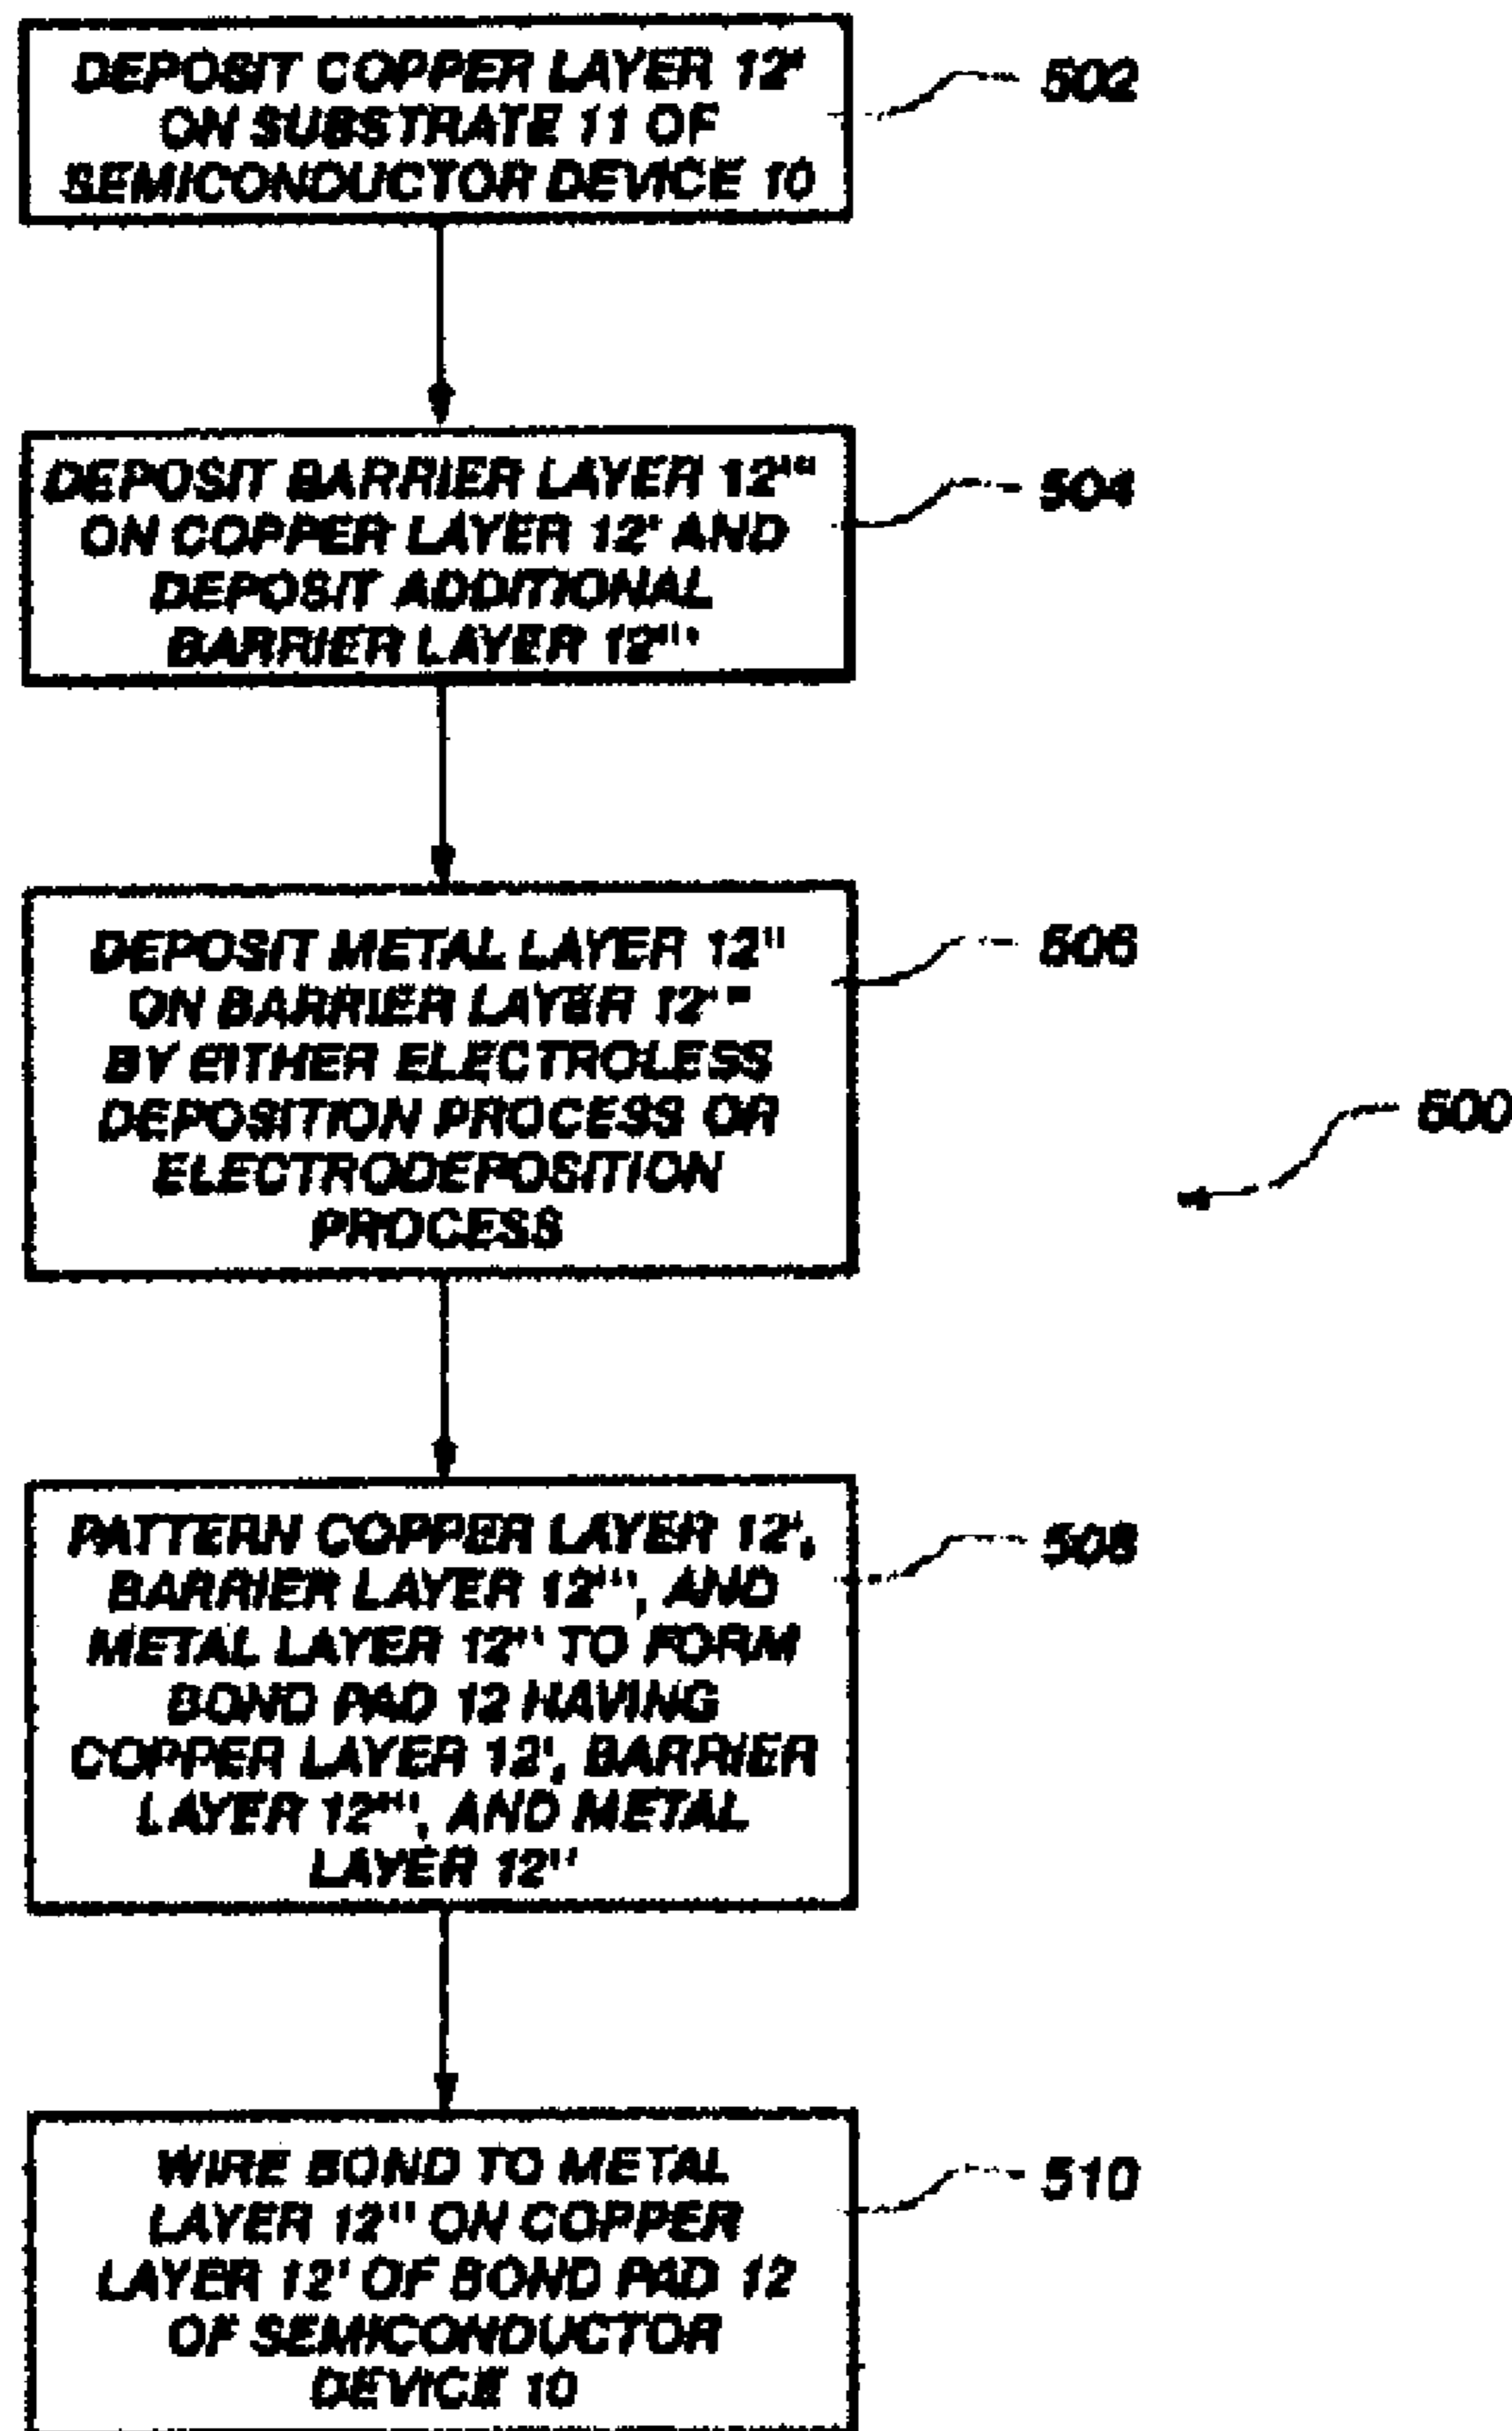 DEPOSIT COPPER LAYER 12'
ON SUBSTRATE 11 OF
SEMICONDUCTOR DEVICE 10
502
DEPOSIT BARRIER LAYER 12'''
ON COPPER LAYER 12' AND
DEPOSIT ADDITIONAL
BARRIER LAYER 12'''
504
DEPOSIT METAL LAYER 12''
ON BARRIER LAYER 12'''
BY EITHER ELECTROLESS
DEPOSITION PROCESS OR
ELECTRODEPOSITION
PROCESS
506
500
PATTERN COPPER LAYER 12',
BARRIER LAYER 12''', AND
METAL LAYER 12'' TO FORM
BOND PAD 12 HAVING
COPPER LAYER 12', BARRIER
LAYER 12''', AND METAL
LAYER 12''
508
WIRE BOND TO METAL
LAYER 12'' ON COPPER
LAYER 12' OF BOND PAD 12
OF SEMICONDUCTOR
DEVICE 10
510